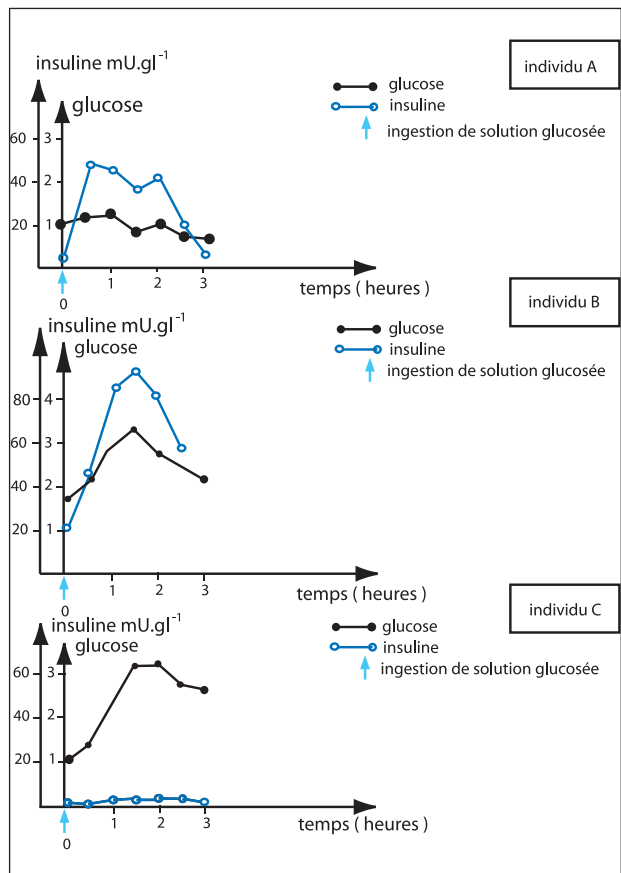 individu A
insuline mU.gl⁻¹
glucose
glucose
insuline
ingestion de solution glucosée
60
40
20
3
2
1
0
1
2
3
temps ( heures )
individu B
insuline mU.gl⁻¹
glucose
glucose
insuline
ingestion de solution glucosée
80
60
40
20
4
3
2
1
0
1
2
3
temps ( heures )
individu C
insuline mU.gl⁻¹
glucose
glucose
insuline
ingestion de solution glucosée
60
40
20
3
2
1
0
1
2
3
temps ( heures )